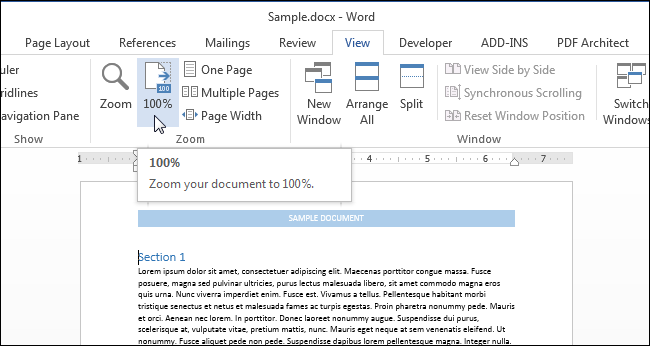 Sample.docx - Word
Page Layout References Mailings Review View Developer ADD-INS PDF Architect
uler
ridlines
avigation Pane
Show
Zoom
100
100%
One Page
Multiple Pages
Page Width
Zoom
New Window
Arrange All
Split
View Side by Side
Synchronous Scrolling
Reset Window Position
Window
Switch Windows
1 4 5 6 7
100%
Zoom your document to 100%.
SAMPLE DOCUMENT
Section 1
Lorem ipsum dolor sit amet, consectetuer adipiscing elit. Maecenas porttitor congue massa. Fusce
posuere, magna sed pulvinar ultricies, purus lectus malesuada libero, sit amet commodo magna eros
quis urna. Nunc viverra imperdiet enim. Fusce est. Vivamus a tellus. Pellentesque habitant morbi
tristique senectus et netus et malesuada fames ac turpis egestas. Proin pharetra nonummy pede. Mauris
et orci. Aenean nec lorem. In porttitor. Donec laoreet nonummy augue. Suspendisse dui purus,
scelerisque at, vulputate vitae, pretium mattis, nunc. Mauris eget neque at sem venenatis eleifend. Ut
nonummy. Fusce aliquet pede non pede. Suspendisse dapibus lorem pellentesque magna. Integer nulla.